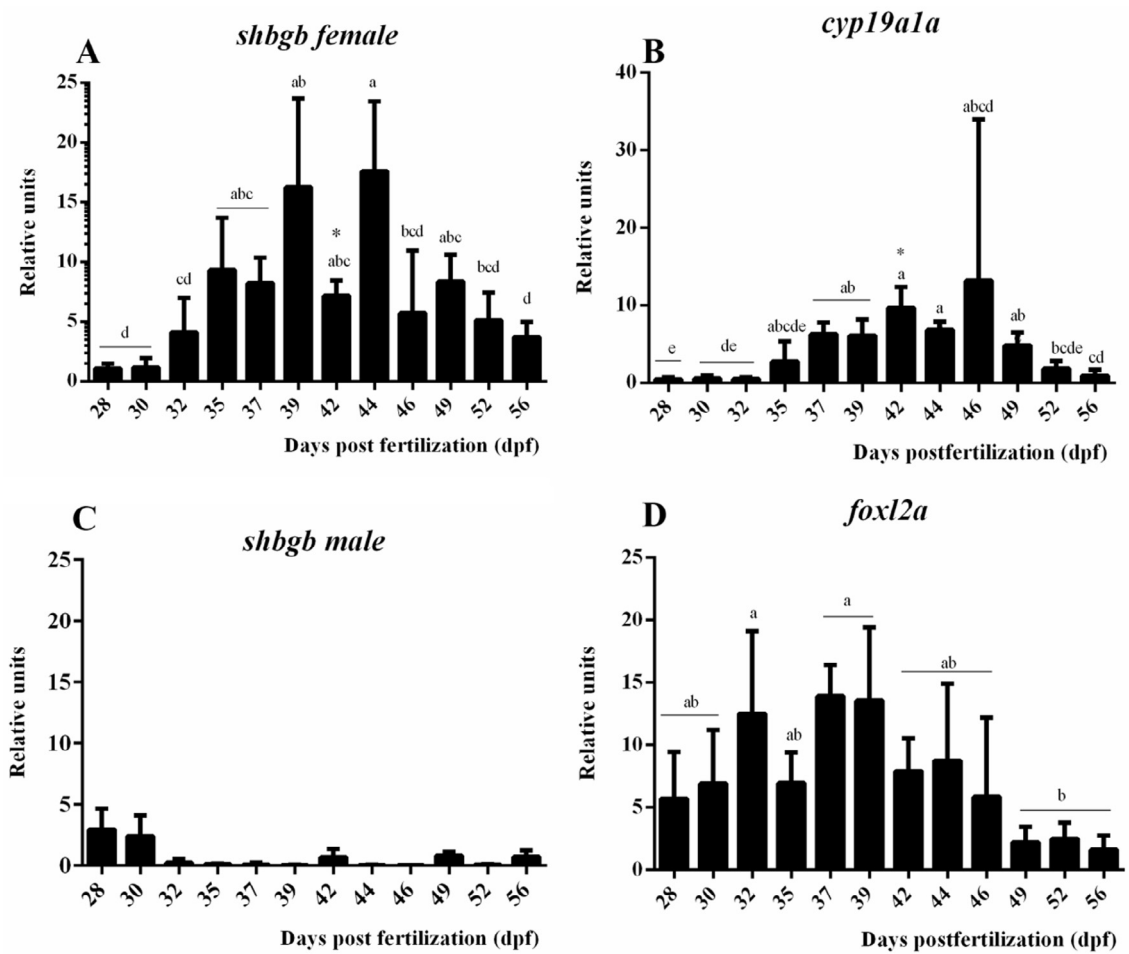 A
shbgb female
Relative units
25
20
15
10
5
0
d
cd
abc
ab
*
abc
a
bcd
abc
bcd
d
28 30 32 35 37 39 42 44 46 49 52 56
Days post fertilization (dpf)
B
cyp19a1a
Relative units
40
30
20
10
0
e
de
abcde
ab
*
a
a
abcd
ab
bcde
cd
28 30 32 35 37 39 42 44 46 49 52 56
Days postfertilization (dpf)
C
shbgb male
Relative units
25
20
15
10
5
0
28 30 32 35 37 39 42 44 46 49 52 56
Days post fertilization (dpf)
D
foxl2a
Relative units
25
20
15
10
5
0
ab
a
ab
a
ab
b
28 30 32 35 37 39 42 44 46 49 52 56
Days postfertilization (dpf)